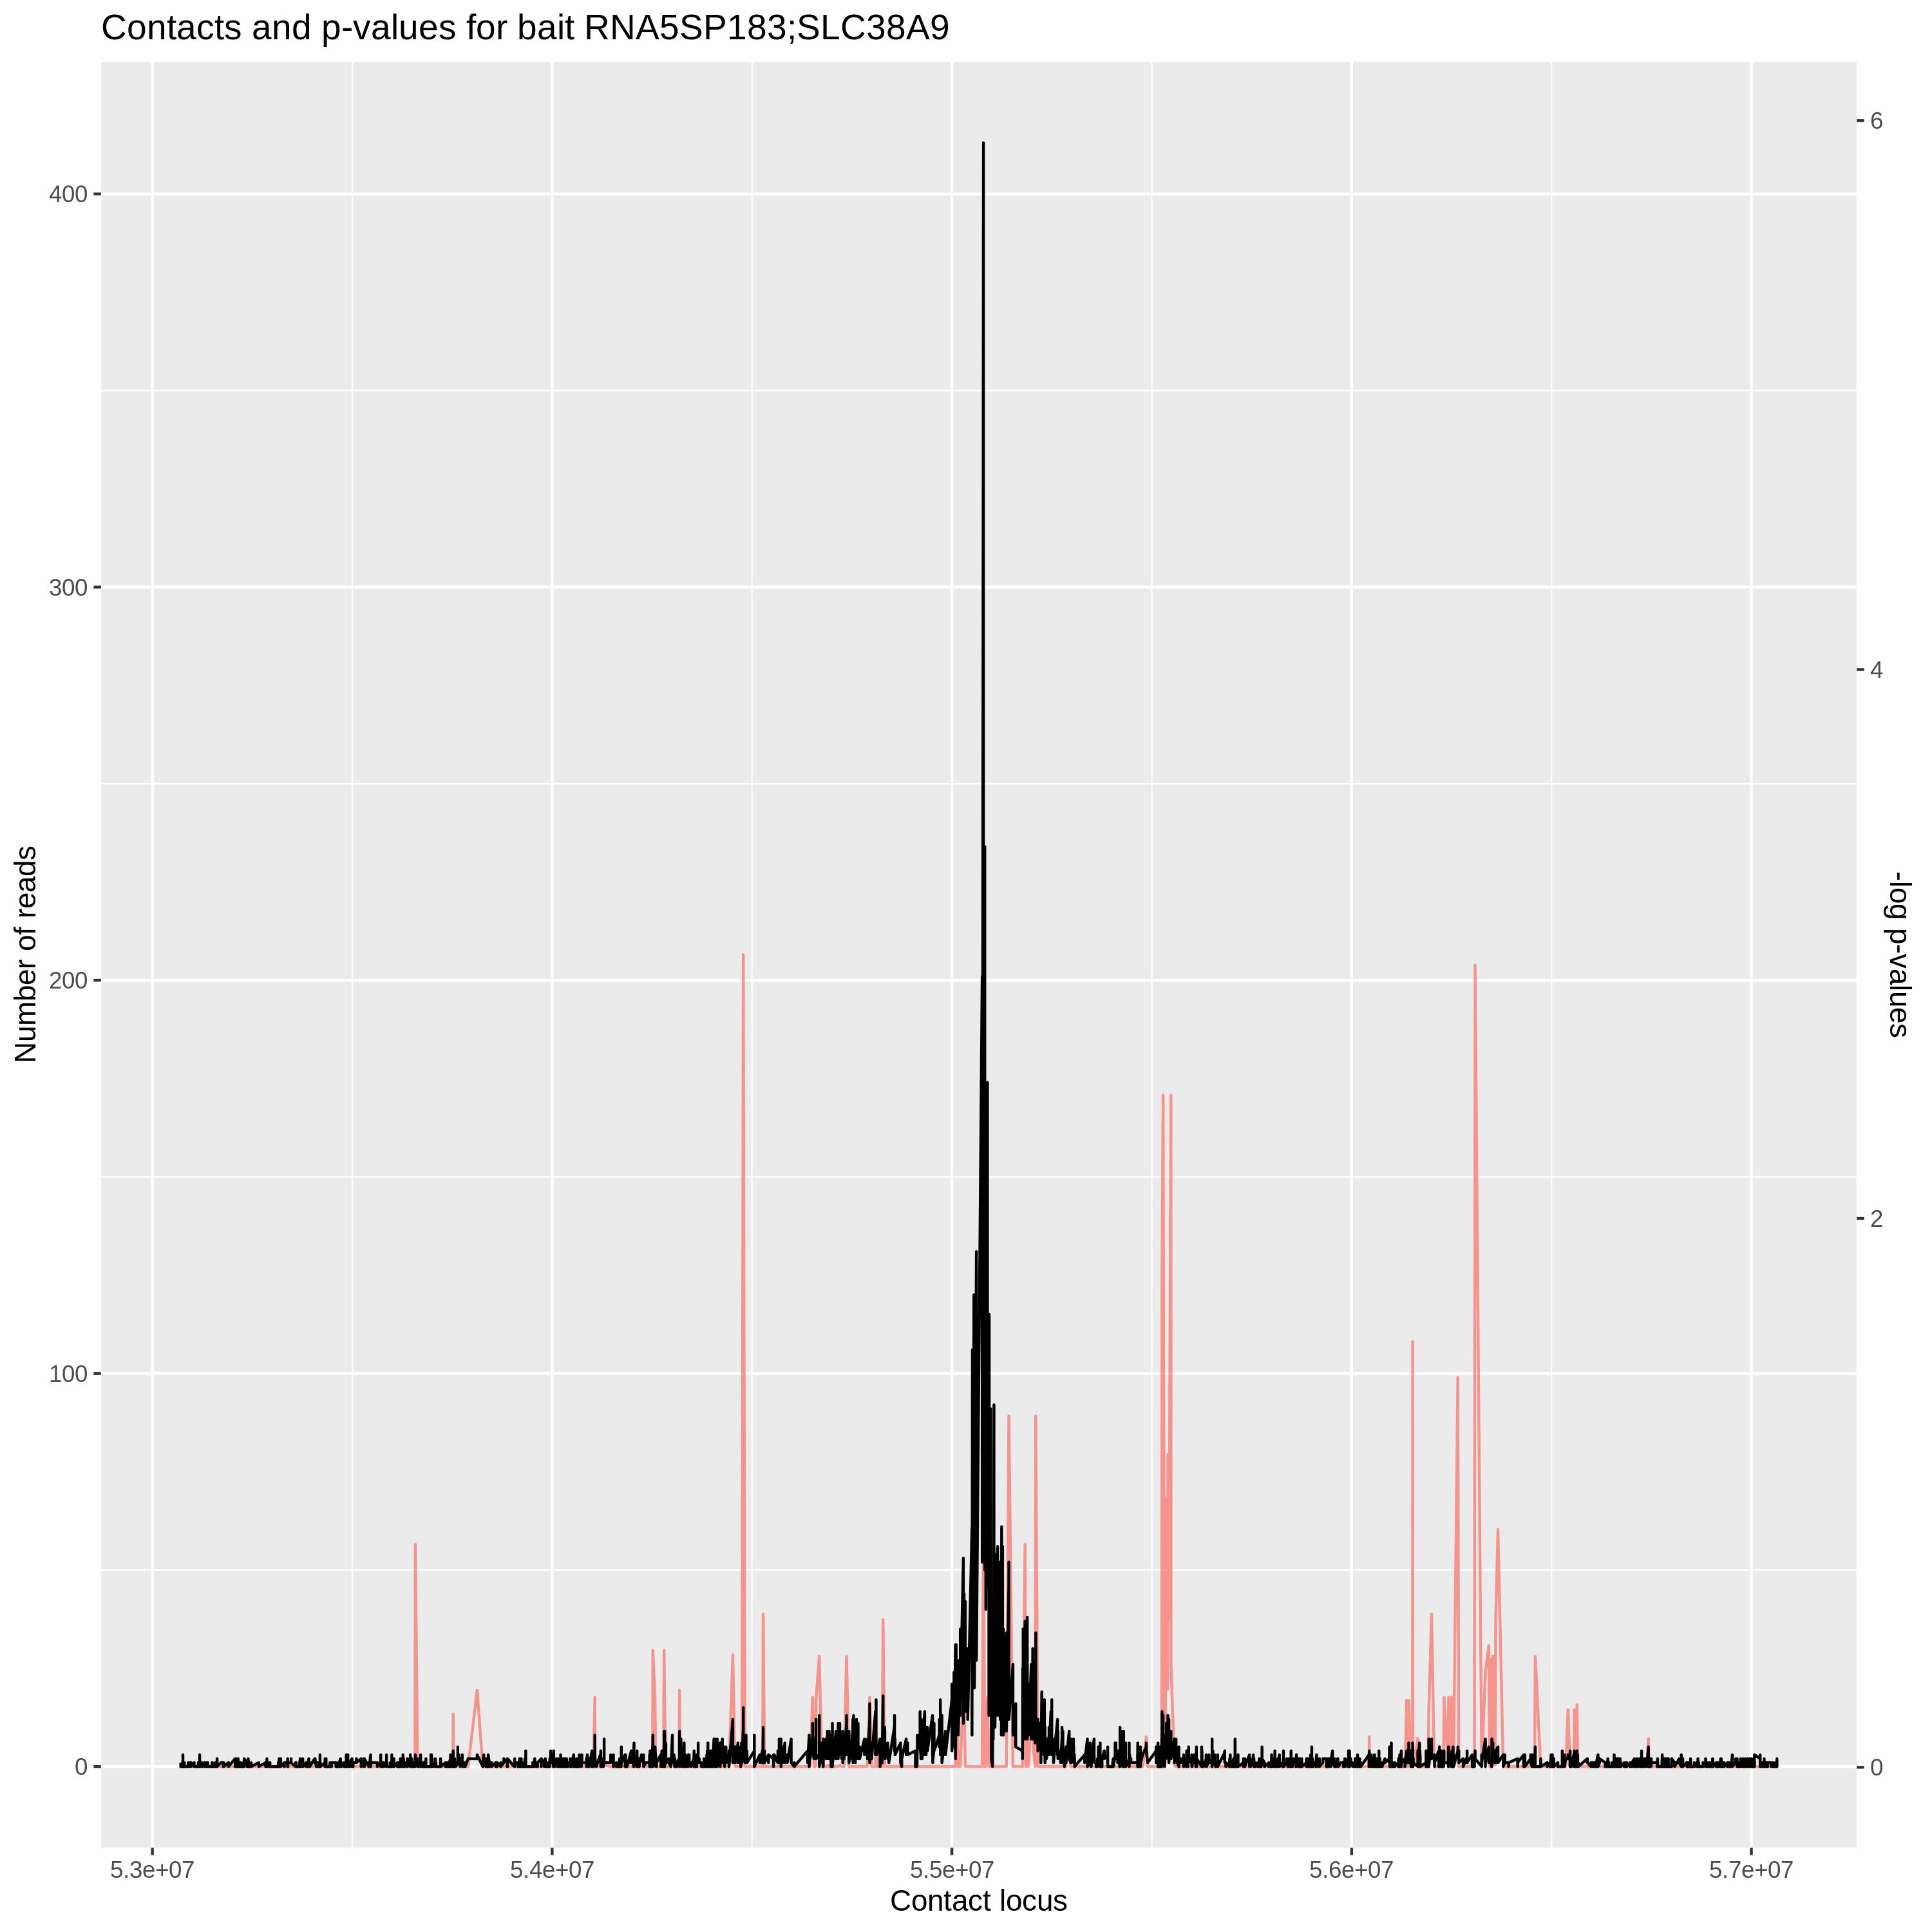 Contacts and p-values for bait RNA5SP183;SLC38A9
400
300
200
100
0
Number of reads
6
4
2
0
-log p-values
5.3e+07
5.4e+07
5.5e+07
5.6e+07
5.7e+07
Contact locus